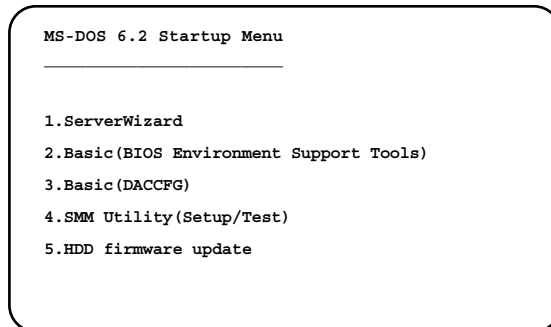 MS-DOS 6.2 Startup Menu
1.ServerWizard
2.Basic(BIOS Environment Support Tools)
3.Basic(DACCFG)
4.SMM Utility(Setup/Test)
5.HDD firmware update